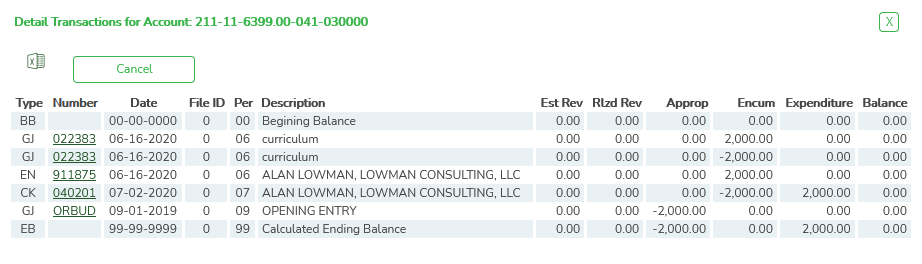 Detail Transactions for Account: 211-11-6399.00-041-030000
X
Cancel
Type Number Date File ID Per Description Est Rev Rlzd Rev Approp Encum Expenditure Balance
BB 00-00-0000 0 00 Begining Balance 0.00 0.00 0.00 0.00 0.00 0.00
GJ 022383 06-16-2020 0 06 curriculum 0.00 0.00 0.00 2,000.00 0.00 0.00
GJ 022383 06-16-2020 0 06 curriculum 0.00 0.00 0.00 -2,000.00 0.00 0.00
EN 911875 06-16-2020 0 06 ALAN LOWMAN, LOWMAN CONSULTING, LLC 0.00 0.00 0.00 2,000.00 0.00 0.00
CK 040201 07-02-2020 0 07 ALAN LOWMAN, LOWMAN CONSULTING, LLC 0.00 0.00 0.00 -2,000.00 2,000.00 0.00
GJ ORBUD 09-01-2019 0 09 OPENING ENTRY 0.00 0.00 -2,000.00 0.00 0.00 0.00
EB 99-99-9999 0 99 Calculated Ending Balance 0.00 0.00 -2,000.00 0.00 2,000.00 0.00